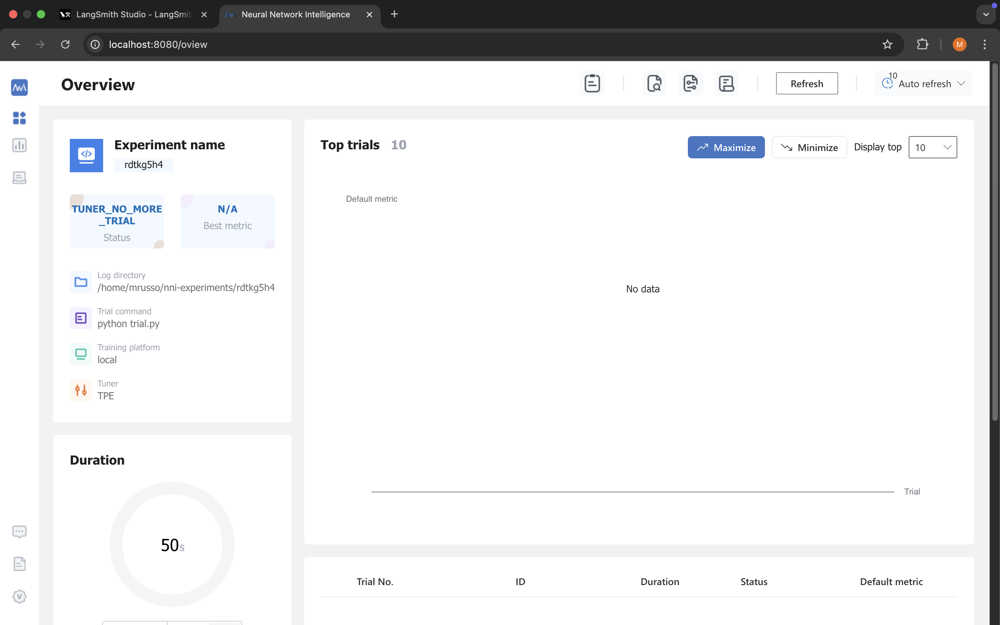 LangSmith Studio - LangSmit
Neural Network Intelligence
localhost:8080/oview
M
Overview
Refresh
10
Auto refresh
Experiment name
rdtkg5h4
TUNER_NO_MORE
_TRIAL
Status
N/A
Best metric
Log directory
/home/mrusso/nni-experiments/rdtkg5h4
Trial command
python trial.py
Training platform
local
Tuner
TPE
Duration
50s
Top trials 10
Maximize
Minimize
Display top
10
Default metric
No data
Trial
Trial No.
ID
Duration
Status
Default metric